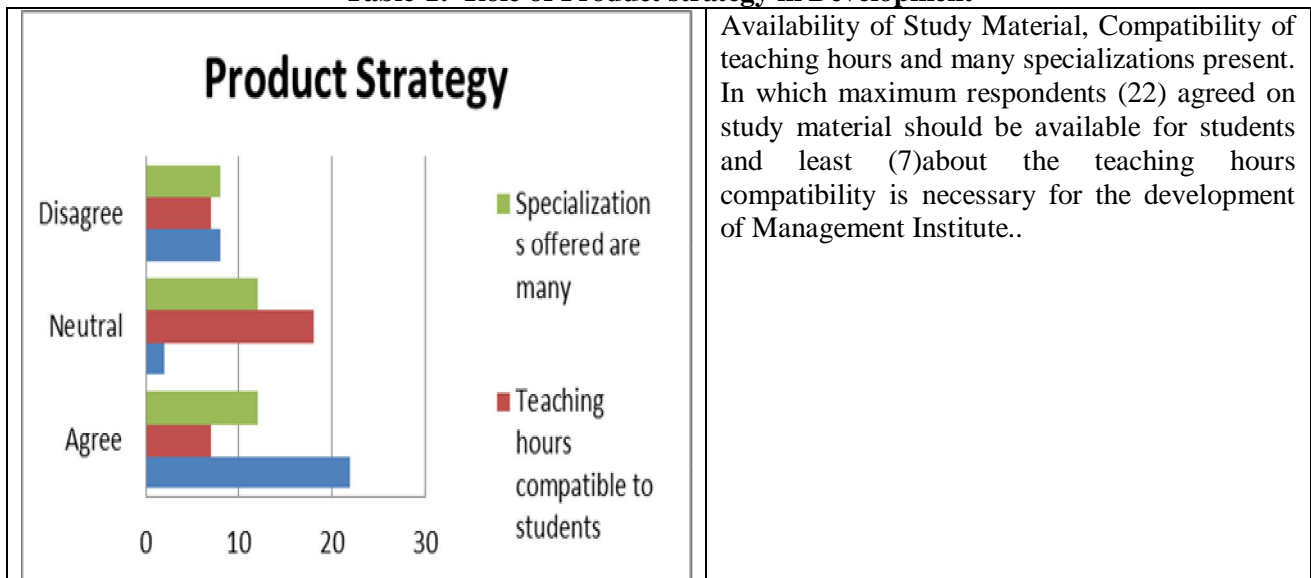 Product Strategy
Disagree
Neutral
Agree
0 10 20 30
Specialization
s offered are
many
Teaching
hours
compatible to
students
Availability of Study Material, Compatibility of
teaching hours and many specializations present.
In which maximum respondents (22) agreed on
study material should be available for students
and least (7)about the teaching hours
compatibility is necessary for the development
of Management Institute..